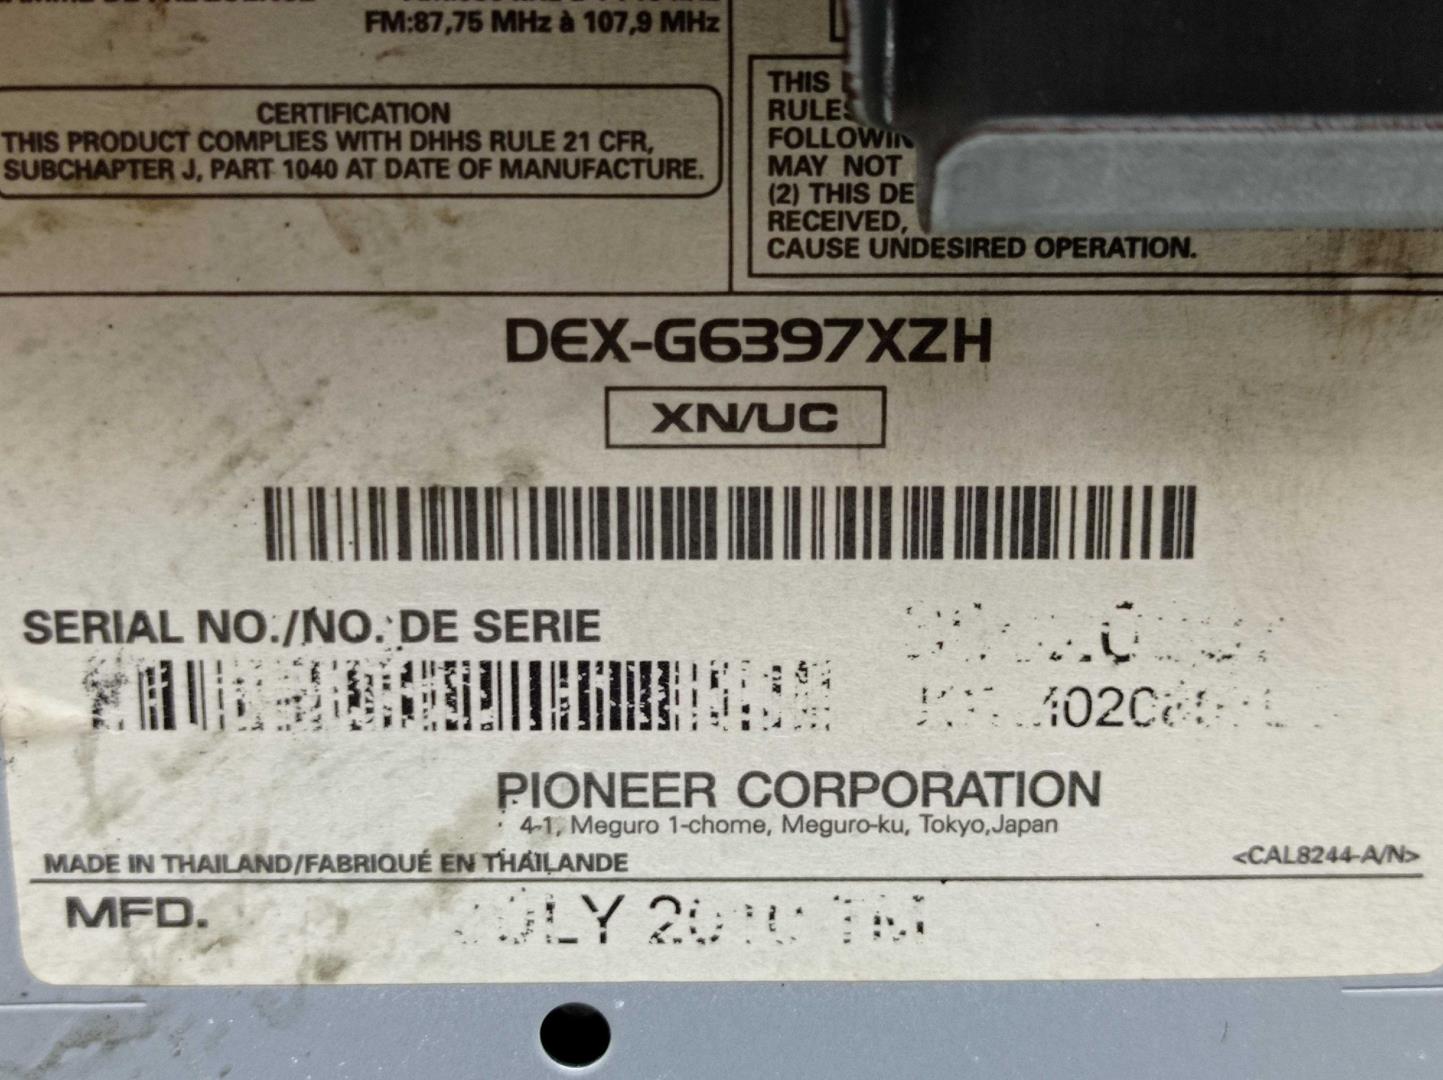 FM:87,75 MHz à 107,9 MHz
CERTIFICATION
THIS PRODUCT COMPLIES WITH DHHS RULE 21 CFR,
SUBCHAPTER J, PART 1040 AT DATE OF MANUFACTURE.
THIS
RULES
FOLLOWIN
MAY NOT
(2) THIS DE
RECEIVED,
CAUSE UNDESIRED OPERATION.
DEX-G6397XZH
XN/UC
SERIAL NO./NO. DE SERIE
PIONEER CORPORATION
4-1, Meguro 1-chome, Meguro-ku, Tokyo,Japan
MADE IN THAILAND/FABRIQUÉ EN THAILANDE
<CAL8244-A/N>
MFD. JULY